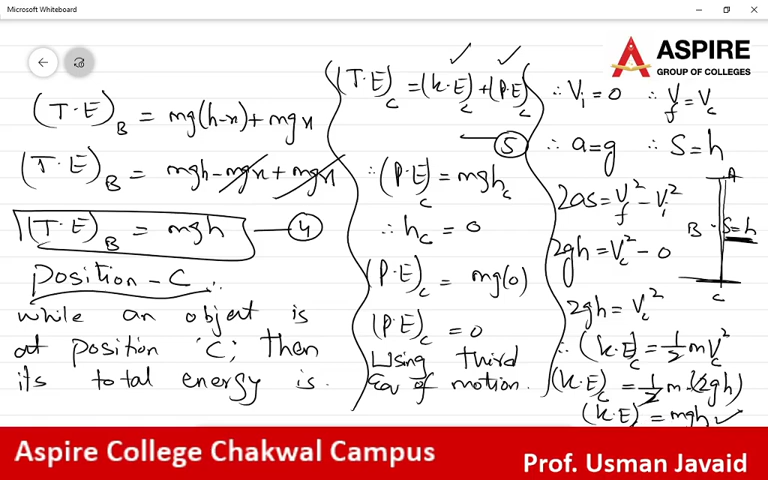 Microsoft Whiteboard
ASPIRE
GROUP OF COLLEGES
(T·E)B = mg(h-x) + mgx
(T·E)B = mgh - mgx + mgx
(T·E)B = mgh — 4
Position - C
while an object is
at position 'C', then
its total energy is.
(T·E)C = (K·E)C + (P·E)C
— 5
∴ (P·E)C = mghC
∴ hC = 0
(P·E)C = mg(0)
(P·E)C = 0
Using third
Eqv of motion.
∴ Vi = 0 ∴ Vf = VC
∴ a = g ∴ S = h
2aS = Vf² - Vi²
2gh = VC² - 0
2gh = VC²
∴ (K·E)C = 1/2 mVC²
(K·E)C = 1/2 m·(2gh)
(K·E)C = mgh ✓
A
B
S=h
C
Aspire College Chakwal Campus
Prof. Usman Javaid